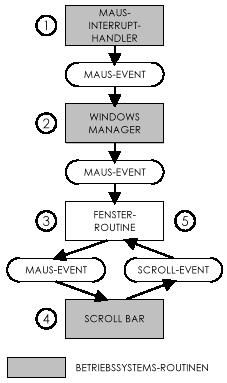 1
MAUS-
INTERRUPT-
HANDLER
MAUS-EVENT
2
WINDOWS
MANAGER
MAUS-EVENT
3
FENSTER-
ROUTINE
5
MAUS-EVENT
SCROLL-EVENT
4
SCROLL BAR
BETRIEBSSYSTEMS-ROUTINEN